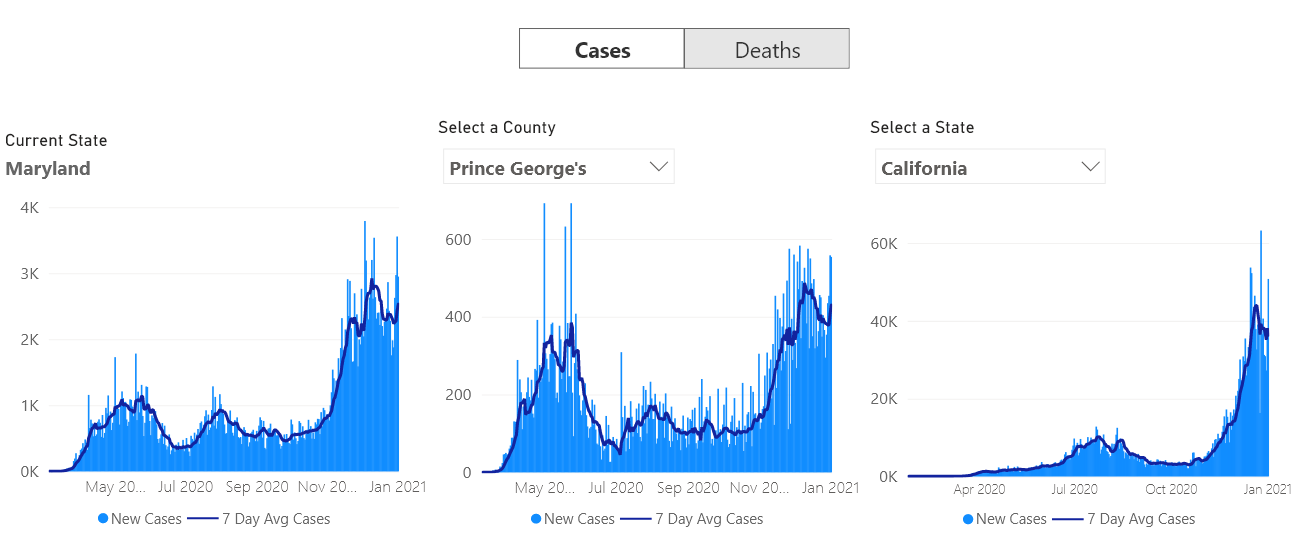 Cases
Deaths
Current State
Maryland
4K
3K
2K
1K
0K
May 20...
Jul 2020
Sep 2020
Nov 20...
Jan 2021
New Cases
7 Day Avg Cases
Select a County
Prince George's
600
400
200
0
May 20...
Jul 2020
Sep 2020
Nov 20...
Jan 2021
New Cases
7 Day Avg Cases
Select a State
California
60K
40K
20K
0K
Apr 2020
Jul 2020
Oct 2020
Jan 2021
New Cases
7 Day Avg Cases